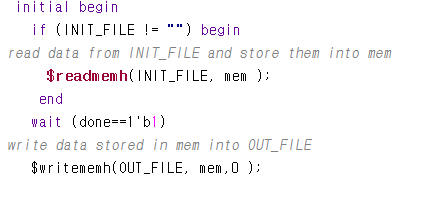 initial begin
if (INIT_FILE != "") begin
read data from INIT_FILE and store them into mem
$readmemh(INIT_FILE, mem );
end
wait (done==1'b1)
write data stored in mem into OUT_FILE
$writememh(OUT_FILE, mem,0 );